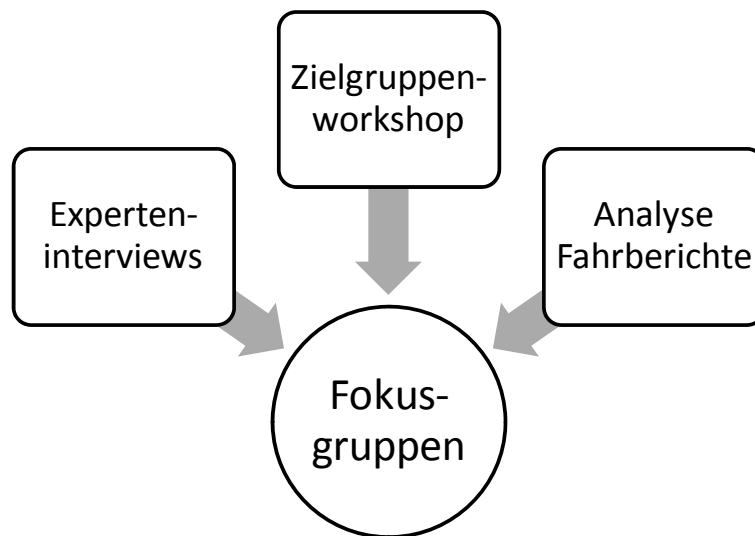 Zielgruppen-
workshop
Experten-
interviews
Analyse
Fahrberichte
Fokus-
gruppen